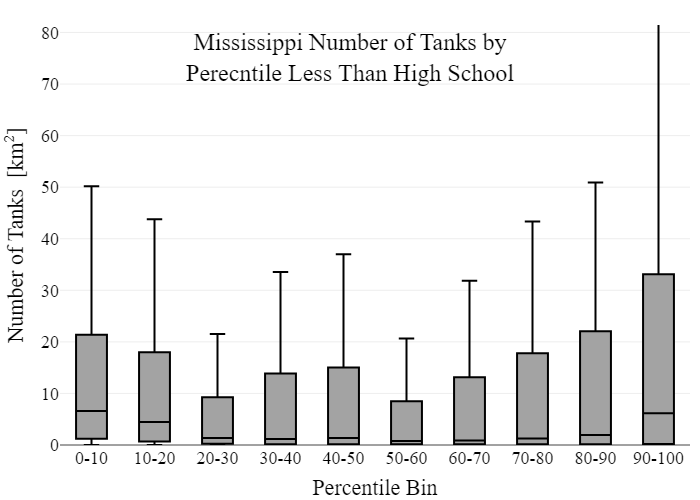 Mississippi Number of Tanks by
Perecntile Less Than High School
Number of Tanks [km²]
80
70
60
50
40
30
20
10
0
0-10 10-20 20-30 30-40 40-50 50-60 60-70 70-80 80-90 90-100
Percentile Bin